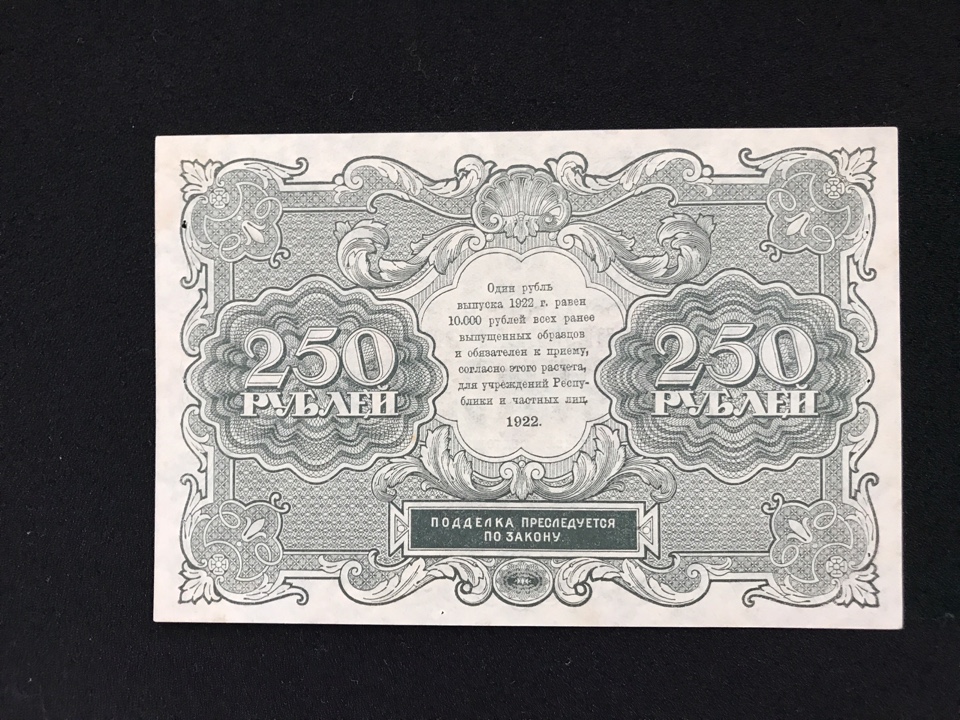 Один рубль
выпуска 1922 г. равен
10.000 рублей всех ранее
выпущенных образцов
и обязателен к приему,
согласно этого расчета,
для учреждений Респу-
блики и частных лиц.
1922.
250
РУБЛЕЙ
250
РУБЛЕЙ
ПОДДЕЛКА ПРЕСЛЕДУЕТСЯ
ПО ЗАКОНУ.